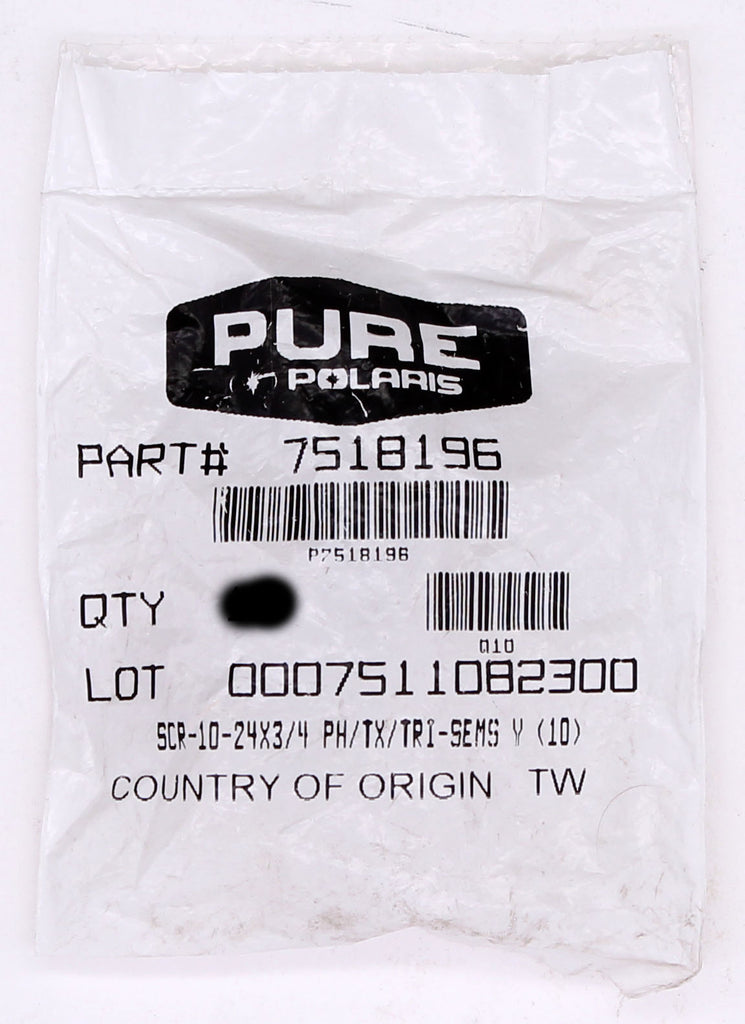 PURE
POLARIS
PART# 7518196
P7518196
QTY
Q10
LOT 0007511082300
SCR-10-24X3/4 PH/TX/TRI-SEMS Y (10)
COUNTRY OF ORIGIN TW